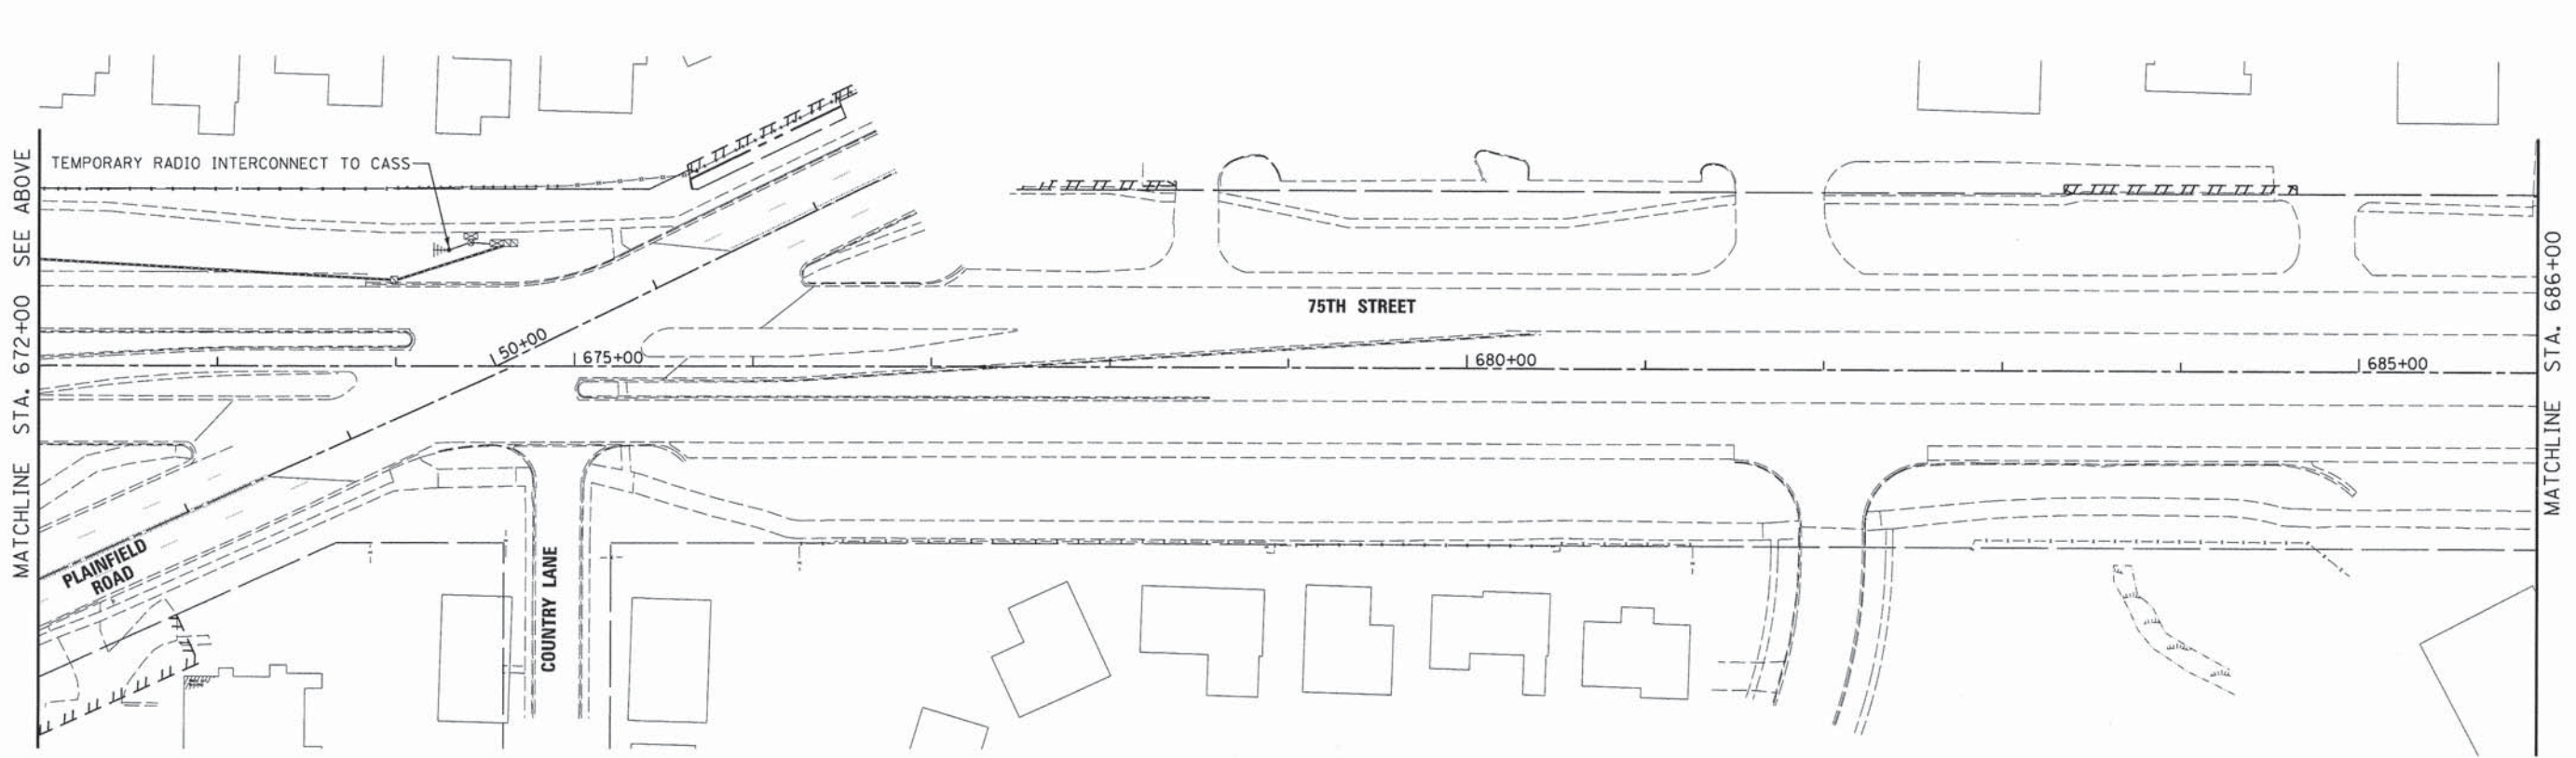 MATCHLINE STA. 672+00 SEE ABOVE
TEMPORARY RADIO INTERCONNECT TO CASS
75TH STREET
50+00
675+00
680+00
685+00
PLAINFIELD
ROAD
COUNTRY LANE
MATCHLINE STA. 686+00